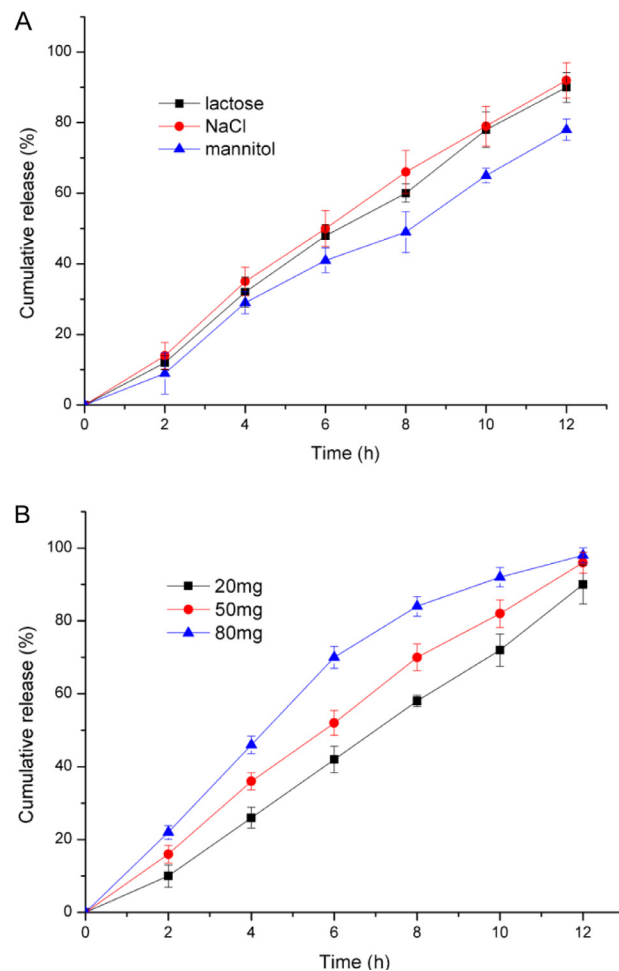 A
100
80
60
40
20
0
Cumulative release (%)
lactose
NaCl
mannitol
0 2 4 6 8 10 12
Time (h)
B
100
80
60
40
20
0
Cumulative release (%)
20mg
50mg
80mg
0 2 4 6 8 10 12
Time (h)